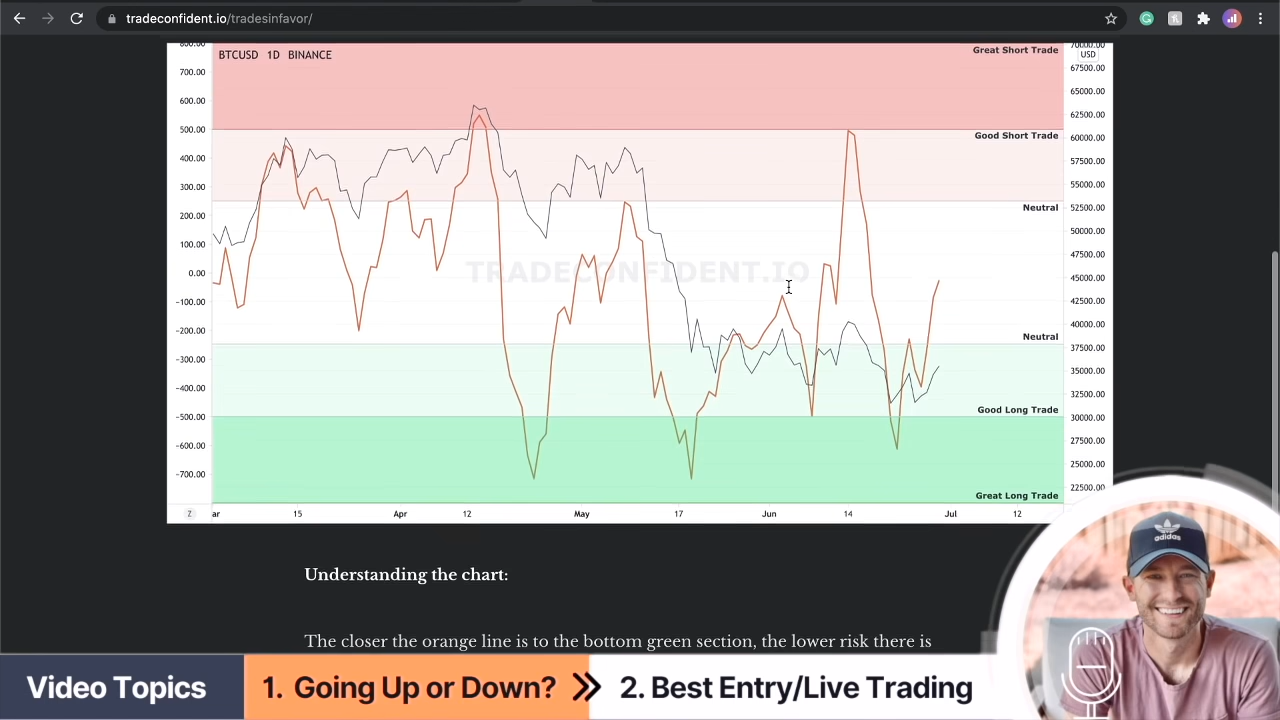 tradeconfident.io/tradesinfavor/
BTCUSD 1D BINANCE
800.00
700.00
600.00
500.00
400.00
300.00
200.00
100.00
0.00
−100.00
−200.00
−300.00
−400.00
−500.00
−600.00
−700.00
Great Short Trade
Good Short Trade
Neutral
TRADECONFIDENT.IO
Neutral
Good Long Trade
Great Long Trade
70000.00
USD
67500.00
65000.00
62500.00
60000.00
57500.00
55000.00
52500.00
50000.00
47500.00
45000.00
42500.00
40000.00
37500.00
35000.00
32500.00
30000.00
27500.00
25000.00
22500.00
Z
ar 15 Apr 12 May 17 Jun 14 Jul 12
Understanding the chart:
The closer the orange line is to the bottom green section, the lower risk there is
adidas
Video Topics 1. Going Up or Down? 2. Best Entry/Live Trading